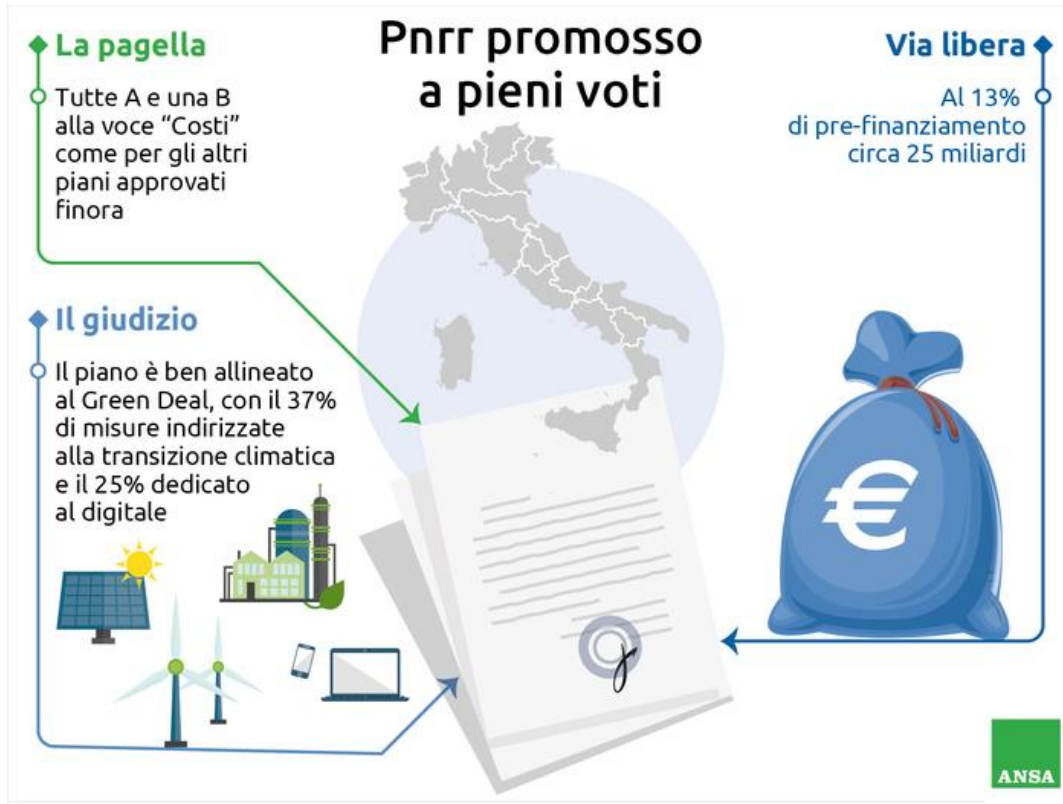 Pnrr promosso
a pieni voti
La pagella
Tutte A e una B
alla voce “Costi”
come per gli altri
piani approvati
finora
Il giudizio
Il piano è ben allineato
al Green Deal, con il 37%
di misure indirizzate
alla transizione climatica
e il 25% dedicato
al digitale
Via libera
Al 13%
di pre-finanziamento
circa 25 miliardi
€
ANSA